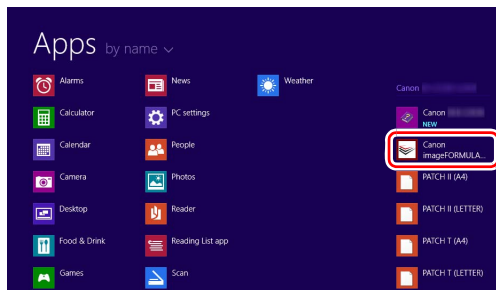 Apps by name
Alarms
Calculator
Calendar
Camera
Desktop
Food & Drink
Games
News
PC settings
People
Photos
Reader
Reading List app
Scan
Weather
Canon
Canon
NEW
Canon
imageFORMULA...
PATCH II (A4)
PATCH II (LETTER)
PATCH T (A4)
PATCH T (LETTER)